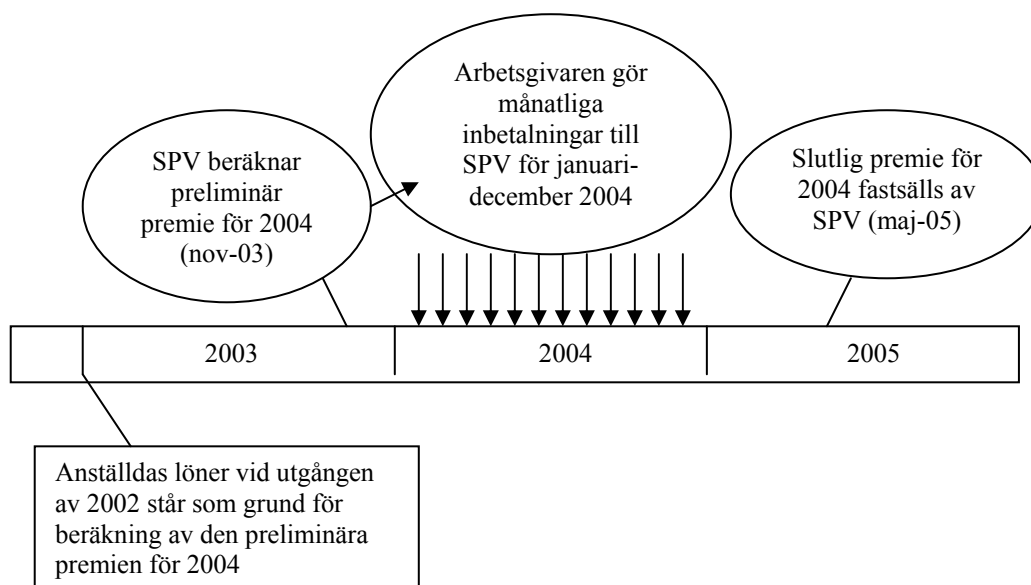 Arbetsgivaren gör
månatliga
inbetalningar till
SPV för januari-
december 2004
SPV beräknar
preliminär
premie för 2004
(nov-03)
Slutlig premie för
2004 fastsälls av
SPV (maj-05)
2003
2004
2005
Anställdas löner vid utgången
av 2002 står som grund för
beräkning av den preliminära
premien för 2004